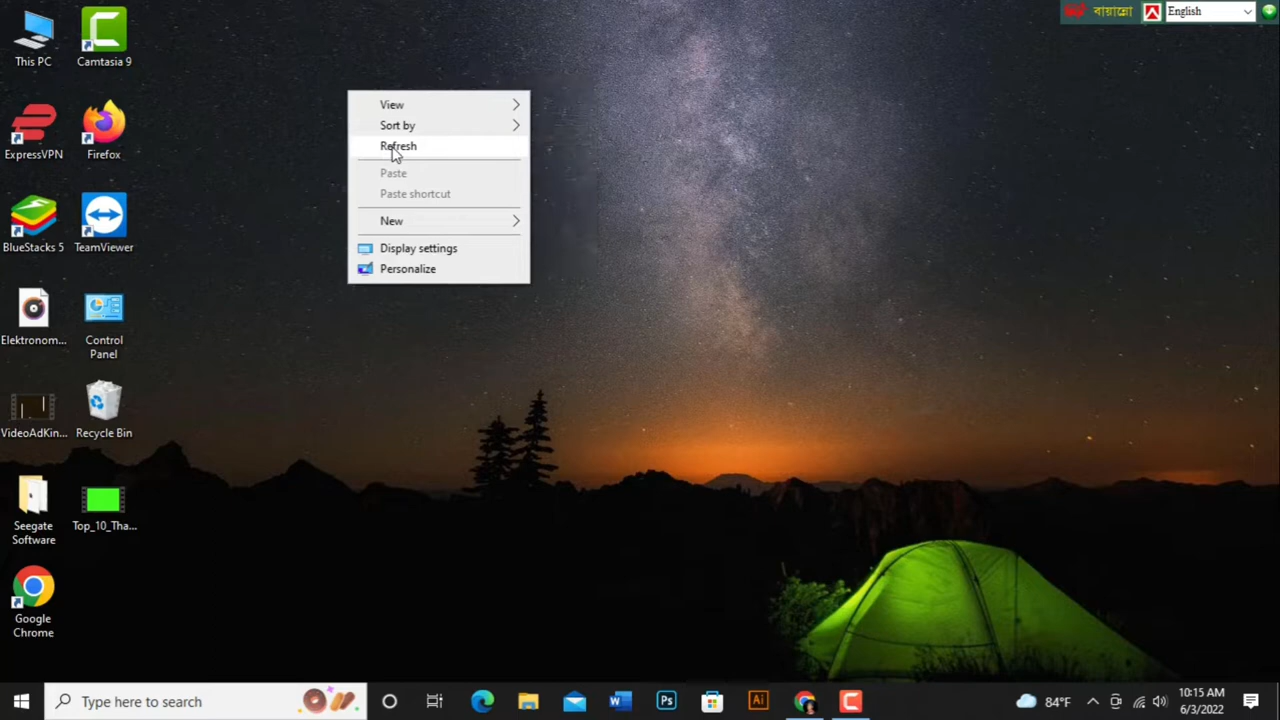 This PC
Camtasia 9
ExpressVPN
Firefox
BlueStacks 5
TeamViewer
Elektronom...
Control
Panel
VideoAdKin...
Recycle Bin
Seegate
Software
Top_10_Tha...
Google
Chrome
View
Sort by
Refresh
Paste
Paste shortcut
New
Display settings
Personalize
বায়ান্নো
English
Type here to search
W
Ps
Ai
84°F
10:15 AM
6/3/2022